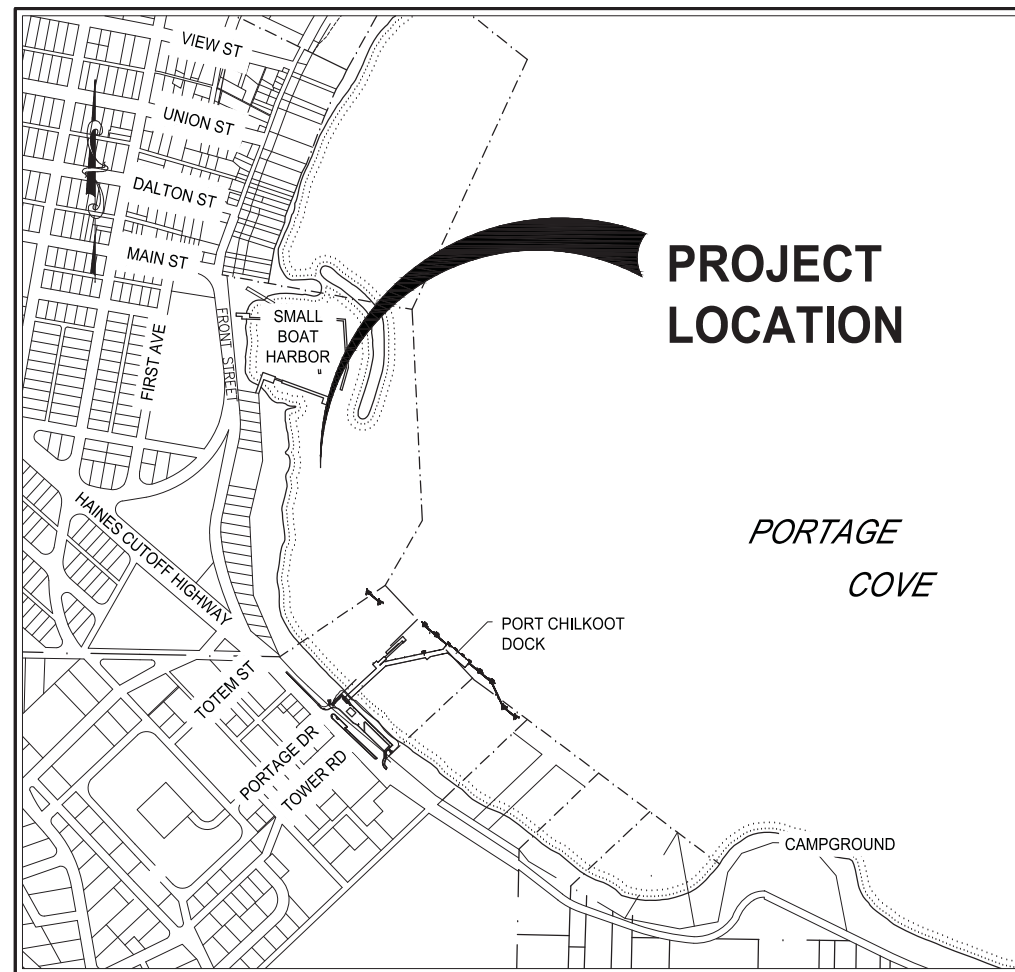 VIEW ST
UNION ST
DALTON ST
MAIN ST
PROJECT
LOCATION
SMALL
BOAT
HARBOR
FIRST AVE
FRONT STREET
HAINES CUTOFF HIGHWAY
PORTAGE
COVE
PORT CHILKOOT
DOCK
TOTEM ST
PORTAGE DR
TOWER RD
CAMPGROUND